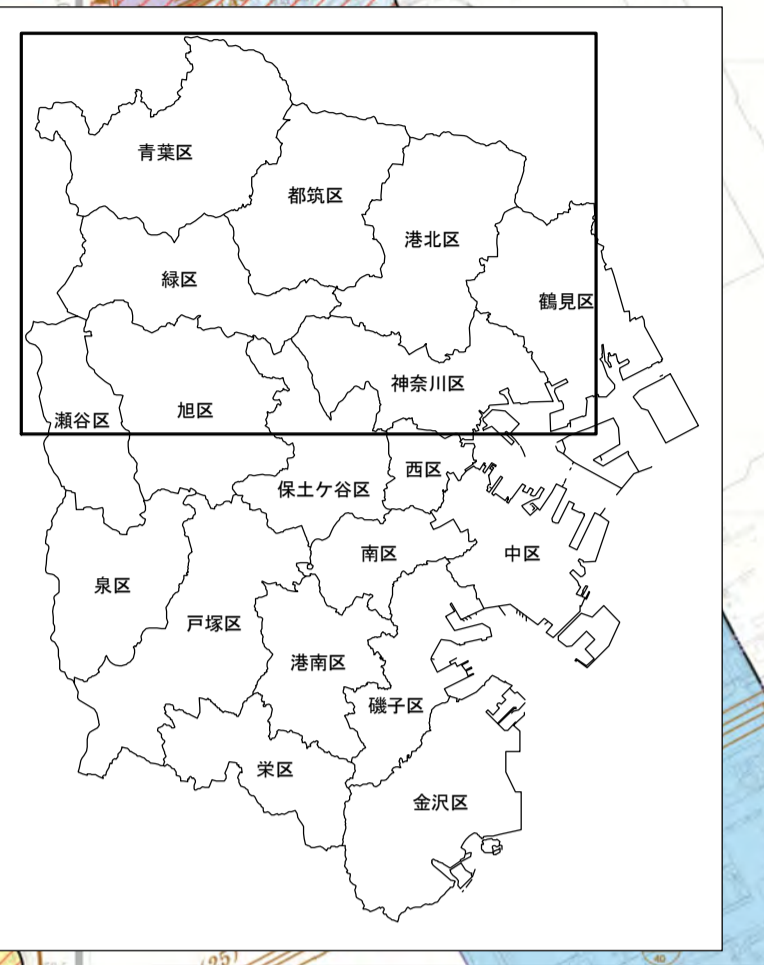 青葉区
都筑区
港北区
緑区
鶴見区
神奈川区
旭区
瀬谷区
西区
保土ケ谷区
南区
中区
泉区
戸塚区
港南区
磯子区
栄区
金沢区
(25)
40